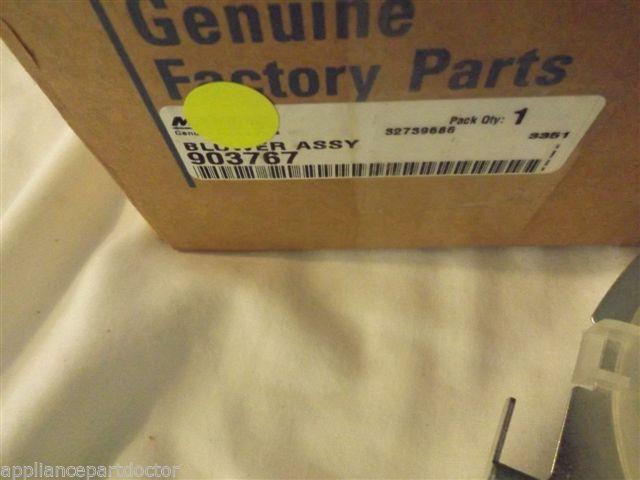 Genuine
Factory Parts
32739686 Pack Qty: 1
3351
BLOWER ASSY
903767
appliancepartdoctor